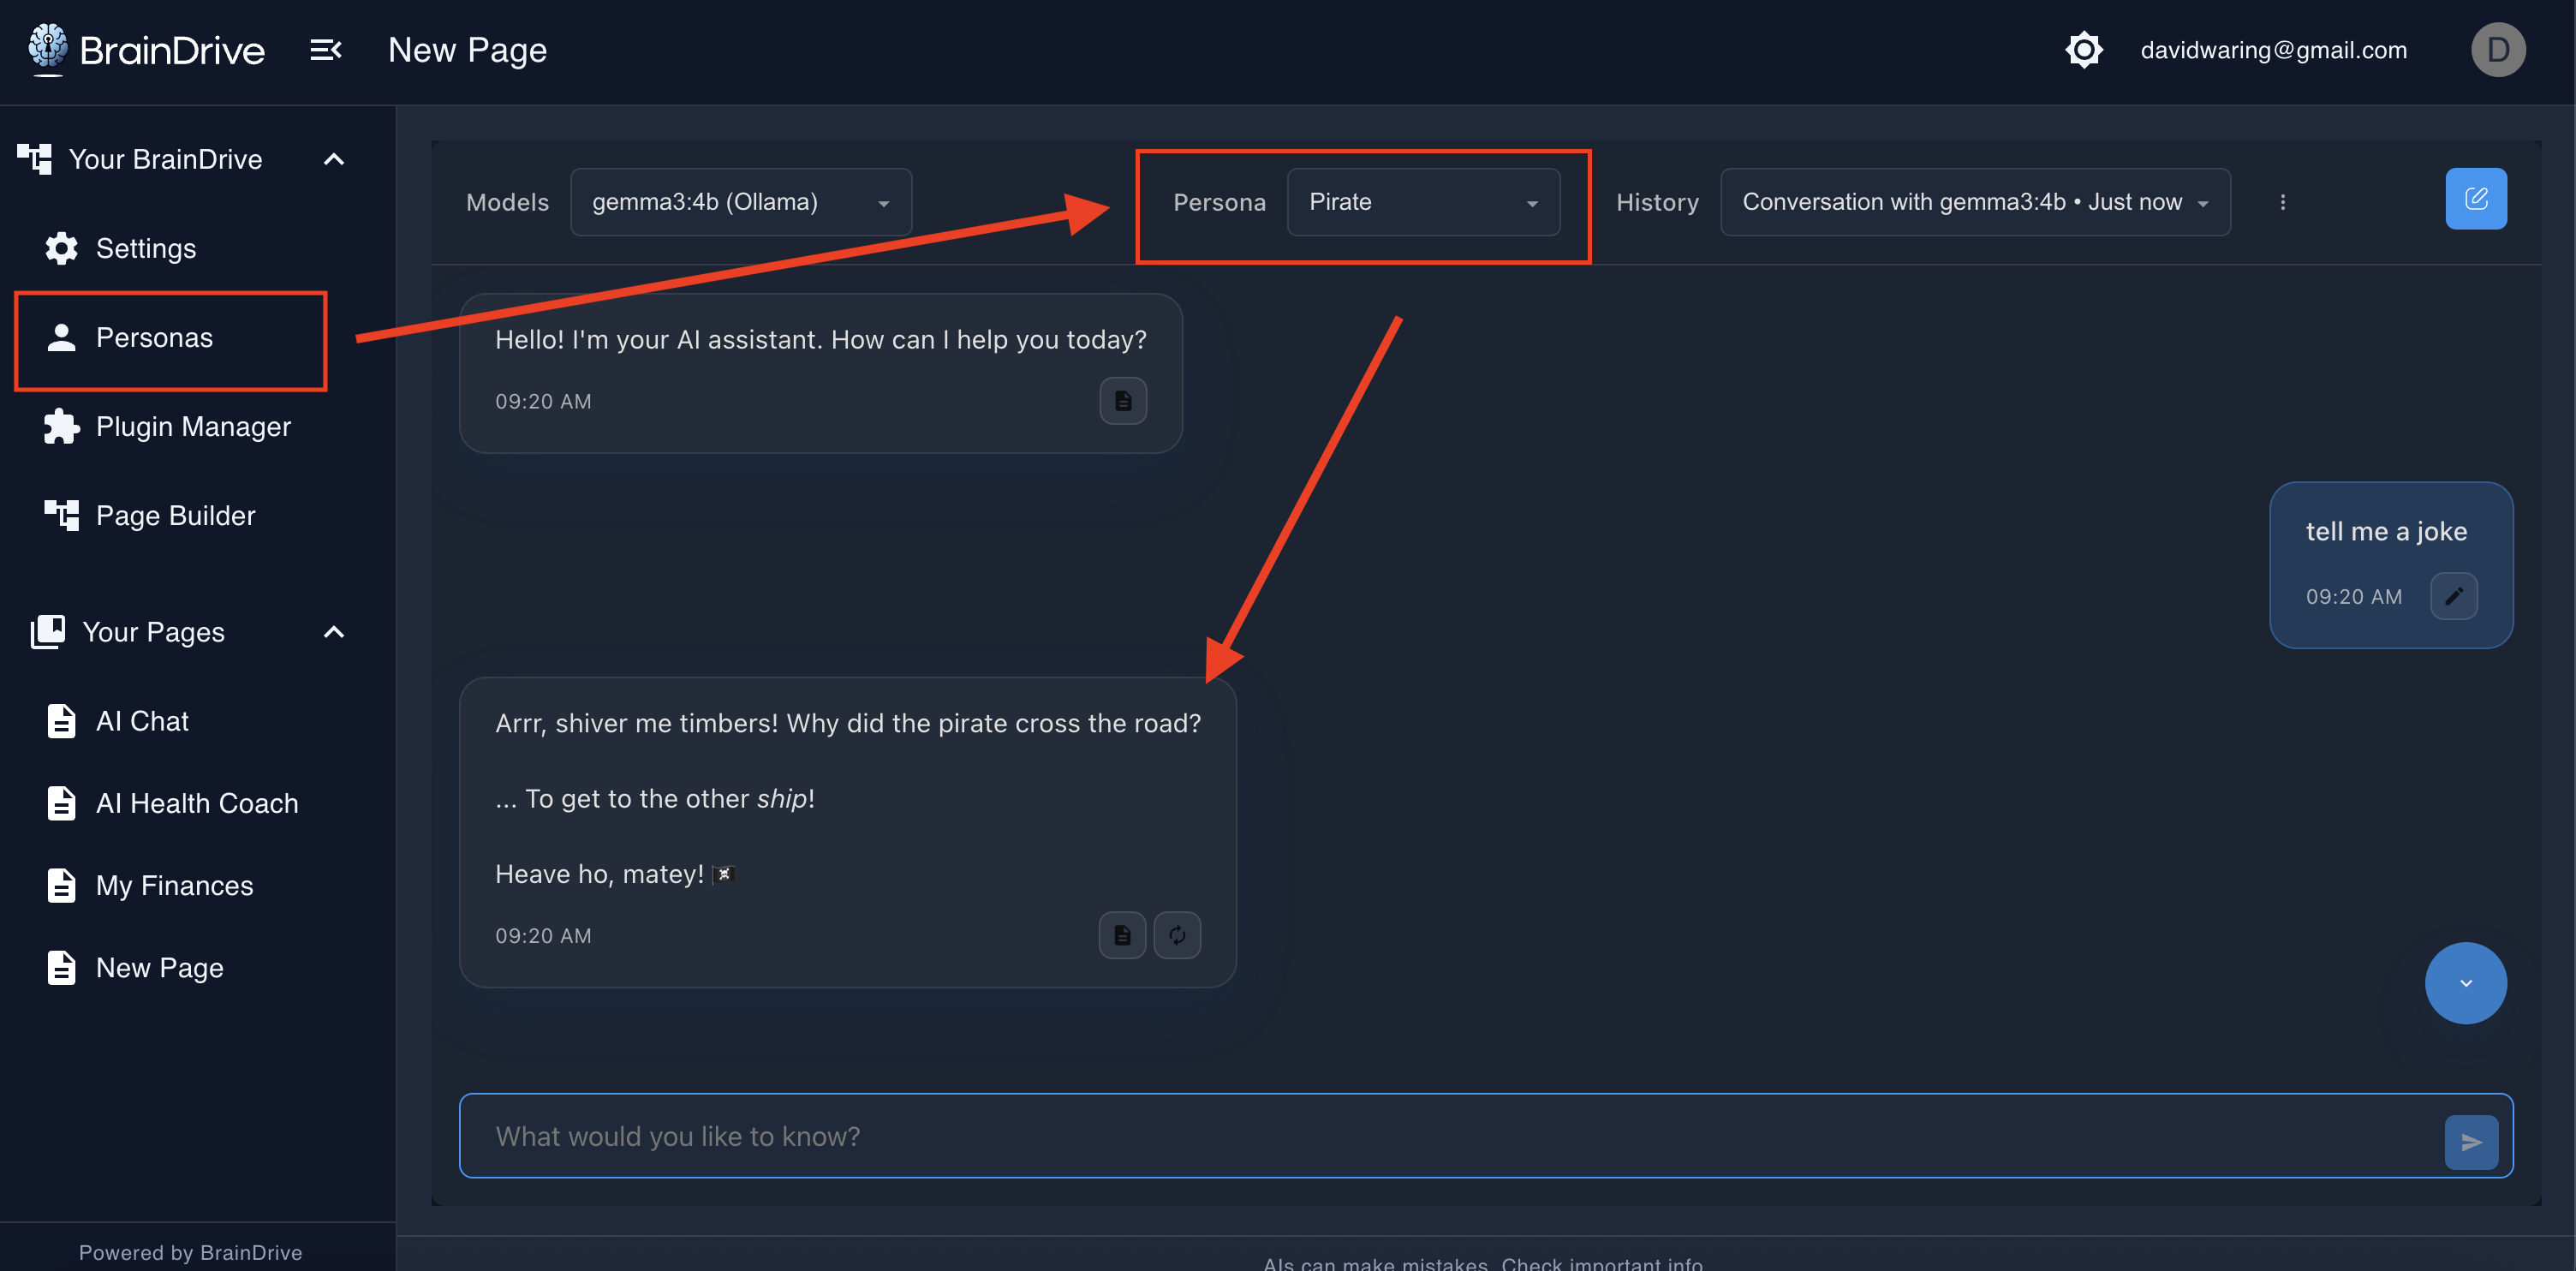 BrainDrive
New Page
davidwaring@gmail.com
D
Your BrainDrive
Settings
Personas
Plugin Manager
Page Builder
Your Pages
AI Chat
AI Health Coach
My Finances
New Page
Powered by BrainDrive
Models
gemma3:4b (Ollama)
Persona
Pirate
History
Conversation with gemma3:4b • Just now
Hello! I'm your AI assistant. How can I help you today?
09:20 AM
tell me a joke
09:20 AM
Arrr, shiver me timbers! Why did the pirate cross the road?
... To get to the other ship!
Heave ho, matey! 🏴‍☠️
09:20 AM
What would you like to know?
AIs can make mistakes. Check important info.